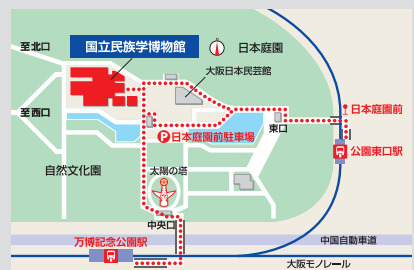 国立民族学博物館
日本庭園
至北口
大阪日本民芸館
日本庭園前
至西口
東口
P日本庭園前駐車場
公園東口駅
自然文化園
太陽の塔
中央口
万博記念公園駅
中国自動車道
大阪モノレール